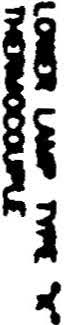 LOWER LAMP TYPE "K"
THERMOCOUPLE